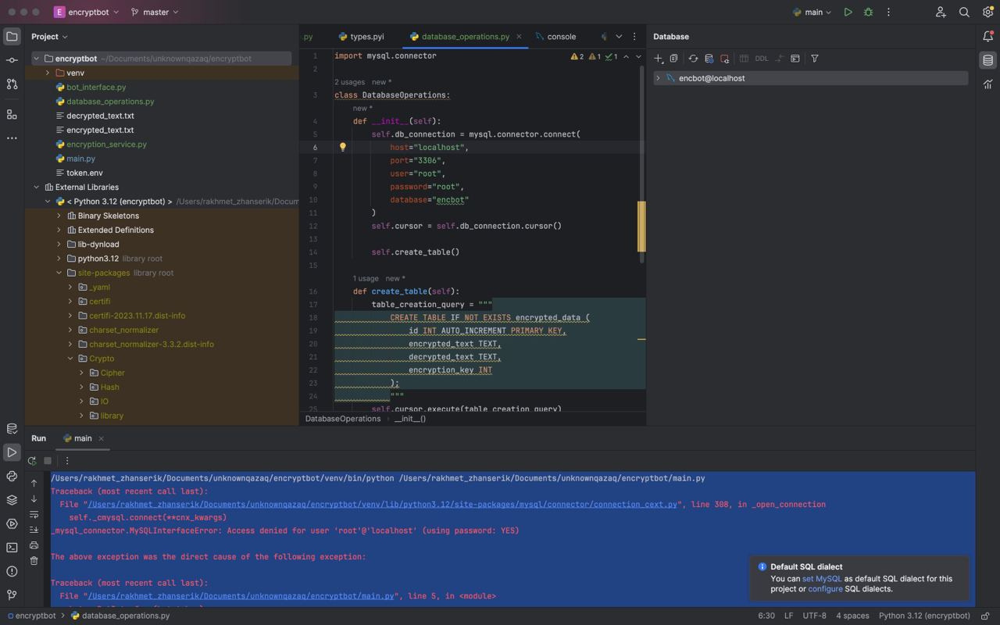 E encryptbot master main
Project
encryptbot ~/Documents/unknownqazaq/encryptbot
venv
bot_interface.py
database_operations.py
decrypted_text.txt
encrypted_text.txt
encryption_service.py
main.py
token.env
External Libraries
< Python 3.12 (encryptbot) > /Users/rakhmet_zhanserik/Docum
Binary Skeletons
Extended Definitions
lib-dynload
python3.12 library root
site-packages library root
_yaml
certifi
certifi-2023.11.17.dist-info
charset_normalizer
charset_normalizer-3.3.2.dist-info
Crypto
Cipher
Hash
IO
library
.py types.pyi database_operations.py console
2 1 1
1 import mysql.connector
2
2 usages new *
3 class DatabaseOperations:
new *
4 def __init__(self):
5 self.db_connection = mysql.connector.connect(
6 host="localhost",
7 port="3306",
8 user="root",
9 password="root",
10 database="encbot"
11 )
12 self.cursor = self.db_connection.cursor()
13
14 self.create_table()
15
1 usage new *
16 def create_table(self):
17 table_creation_query = """
18 CREATE TABLE IF NOT EXISTS encrypted_data (
19 id INT AUTO_INCREMENT PRIMARY KEY,
20 encrypted_text TEXT,
21 decrypted_text TEXT,
22 encryption_key INT
23 );
24 """
25 self.cursor.execute(table_creation_query)
DatabaseOperations __init__()
Database
DDL
encbot@localhost
Run main
/Users/rakhmet_zhanserik/Documents/unknownqazaq/encryptbot/venv/bin/python /Users/rakhmet_zhanserik/Documents/unknownqazaq/encryptbot/main.py
Traceback (most recent call last):
File "/Users/rakhmet_zhanserik/Documents/unknownqazaq/encryptbot/venv/lib/python3.12/site-packages/mysql/connector/connection_cext.py", line 308, in _open_connection
self._cmysql.connect(**cnx_kwargs)
_mysql_connector.MySQLInterfaceError: Access denied for user 'root'@'localhost' (using password: YES)
The above exception was the direct cause of the following exception:
Traceback (most recent call last):
File "/Users/rakhmet_zhanserik/Documents/unknownqazaq/encryptbot/main.py", line 5, in <module>
Default SQL dialect
You can set MySQL as default SQL dialect for this
project or configure SQL dialects.
encryptbot database_operations.py 6:30 LF UTF-8 4 spaces Python 3.12 (encryptbot)